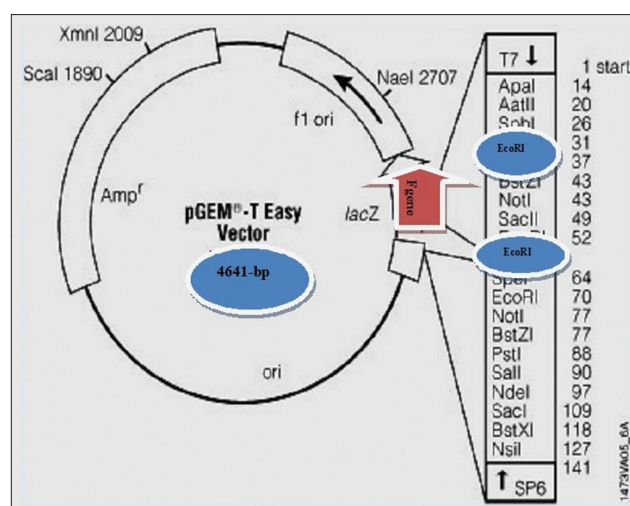 XmnI 2009
ScaI 1890
NaeI 2707
f1 ori
Ampʳ
pGEM®-T Easy
Vector
lacZ
F gene
4641-bp
ori
T7 ↓
1 start
ApaI 14
AatII 20
SphI 26
EcoRI 31
37
BstZI 43
NotI 43
SacII 49
EcoRI 52
EcoRI
SpeI 64
EcoRI 70
NotI 77
BstZI 77
PstI 88
SalI 90
NdeI 97
SacI 109
BstXI 118
NsiI 127
141
↑ SP6
1473VA05_6A